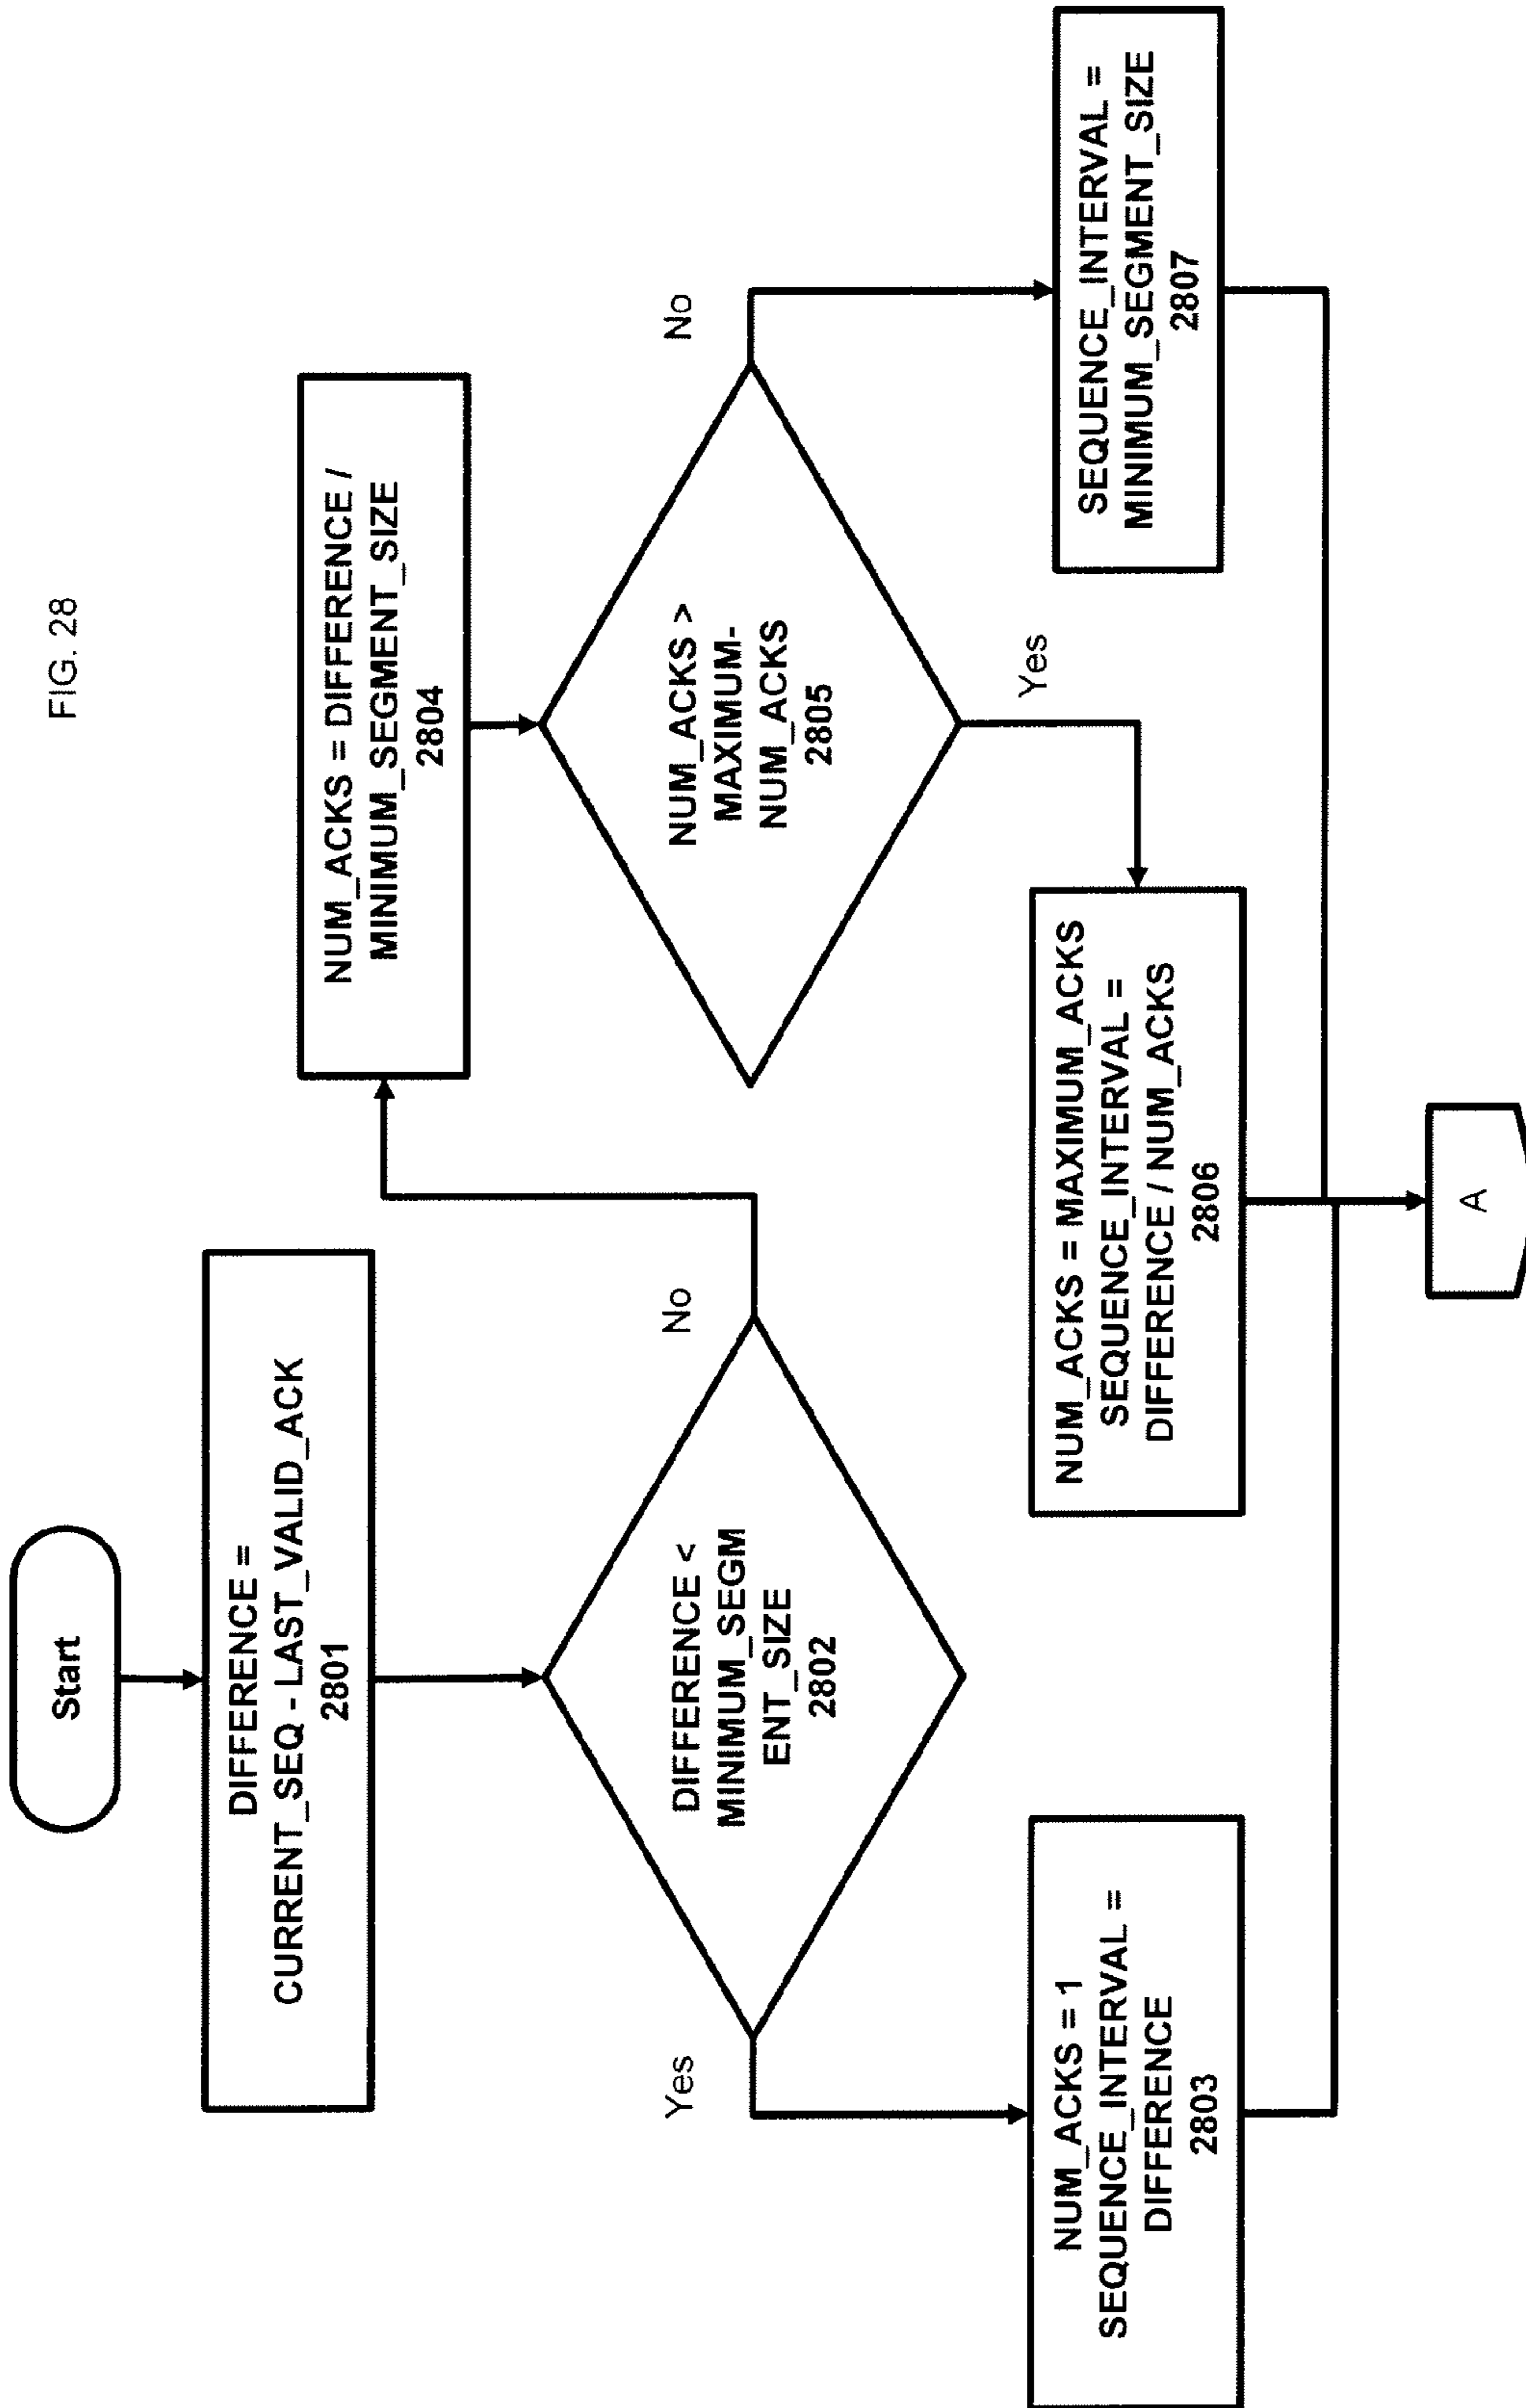 FIG. 28
Start
DIFFERENCE =
CURRENT_SEQ - LAST_VALID_ACK
2801
DIFFERENCE <
MINIMUM_SEGM
ENT_SIZE
2802
Yes
No
NUM_ACKS = 1
SEQUENCE_INTERVAL =
DIFFERENCE
2803
NUM_ACKS = DIFFERENCE /
MINIMUM_SEGMENT_SIZE
2804
NUM_ACKS >
MAXIMUM-
NUM_ACKS
2805
Yes
No
NUM_ACKS = MAXIMUM_ACKS
SEQUENCE_INTERVAL =
DIFFERENCE / NUM_ACKS
2806
SEQUENCE_INTERVAL =
MINIMUM_SEGMENT_SIZE
2807
A